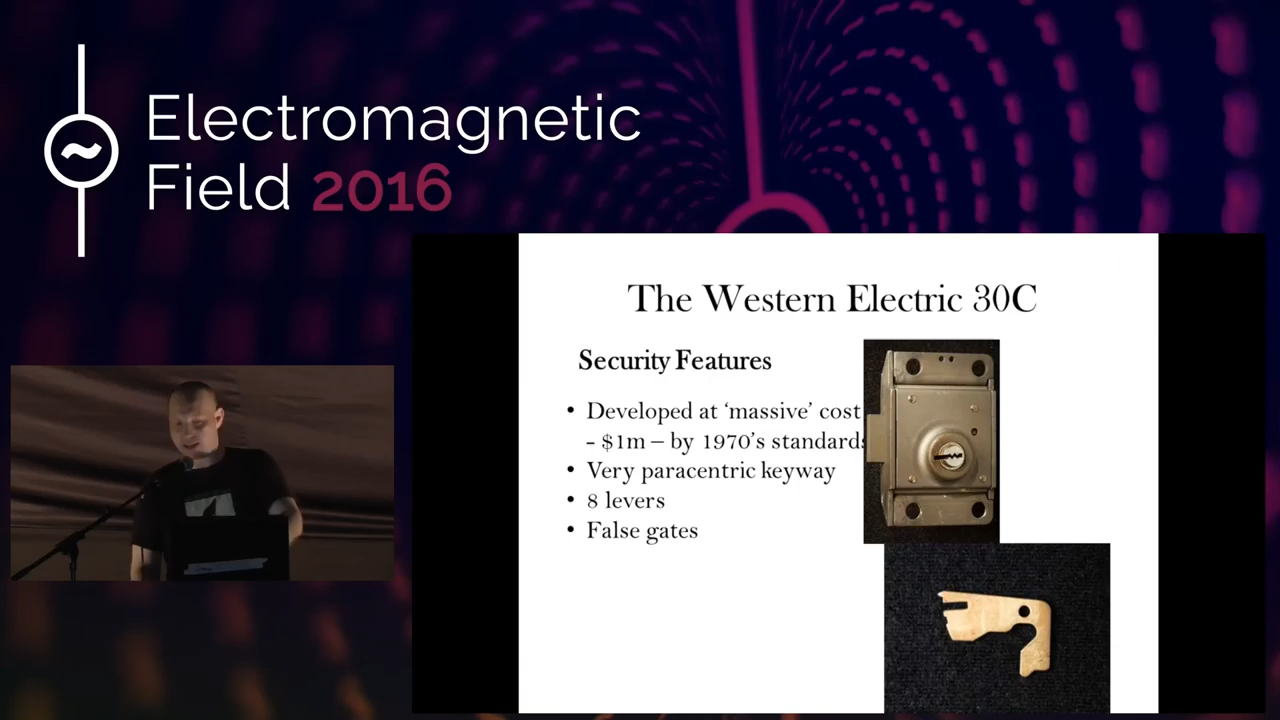 Electromagnetic
Field 2016
The Western Electric 30C
Security Features
• Developed at ‘massive’ cost
- $1m – by 1970’s standards
• Very paracentric keyway
• 8 levers
• False gates